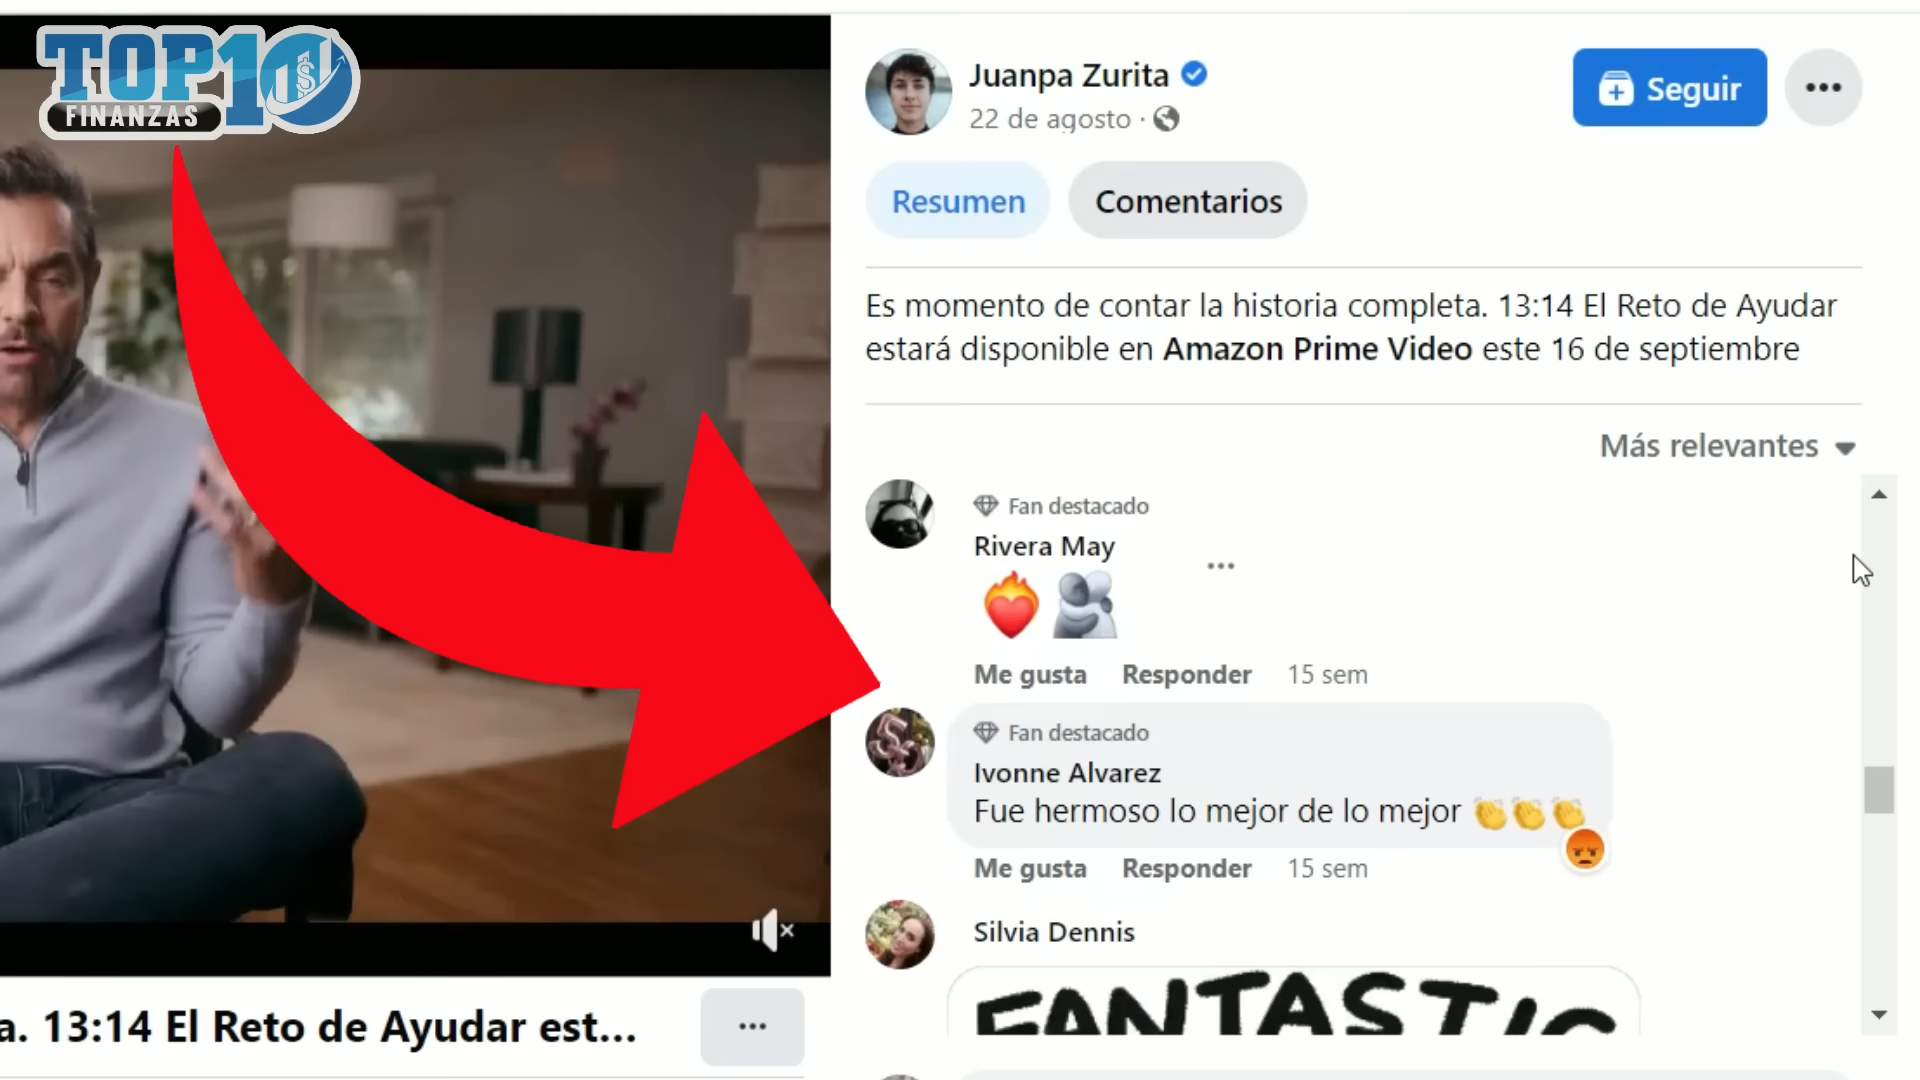 TOP10
FINANZAS
Juanpa Zurita
22 de agosto ·
Seguir
Resumen
Comentarios
Es momento de contar la historia completa. 13:14 El Reto de Ayudar
estará disponible en Amazon Prime Video este 16 de septiembre
Más relevantes
Fan destacado
Rivera May
Me gusta Responder 15 sem
Fan destacado
Ivonne Alvarez
Fue hermoso lo mejor de lo mejor 👏👏👏
Me gusta Responder 15 sem
Silvia Dennis
FANTASTIC
a. 13:14 El Reto de Ayudar est...